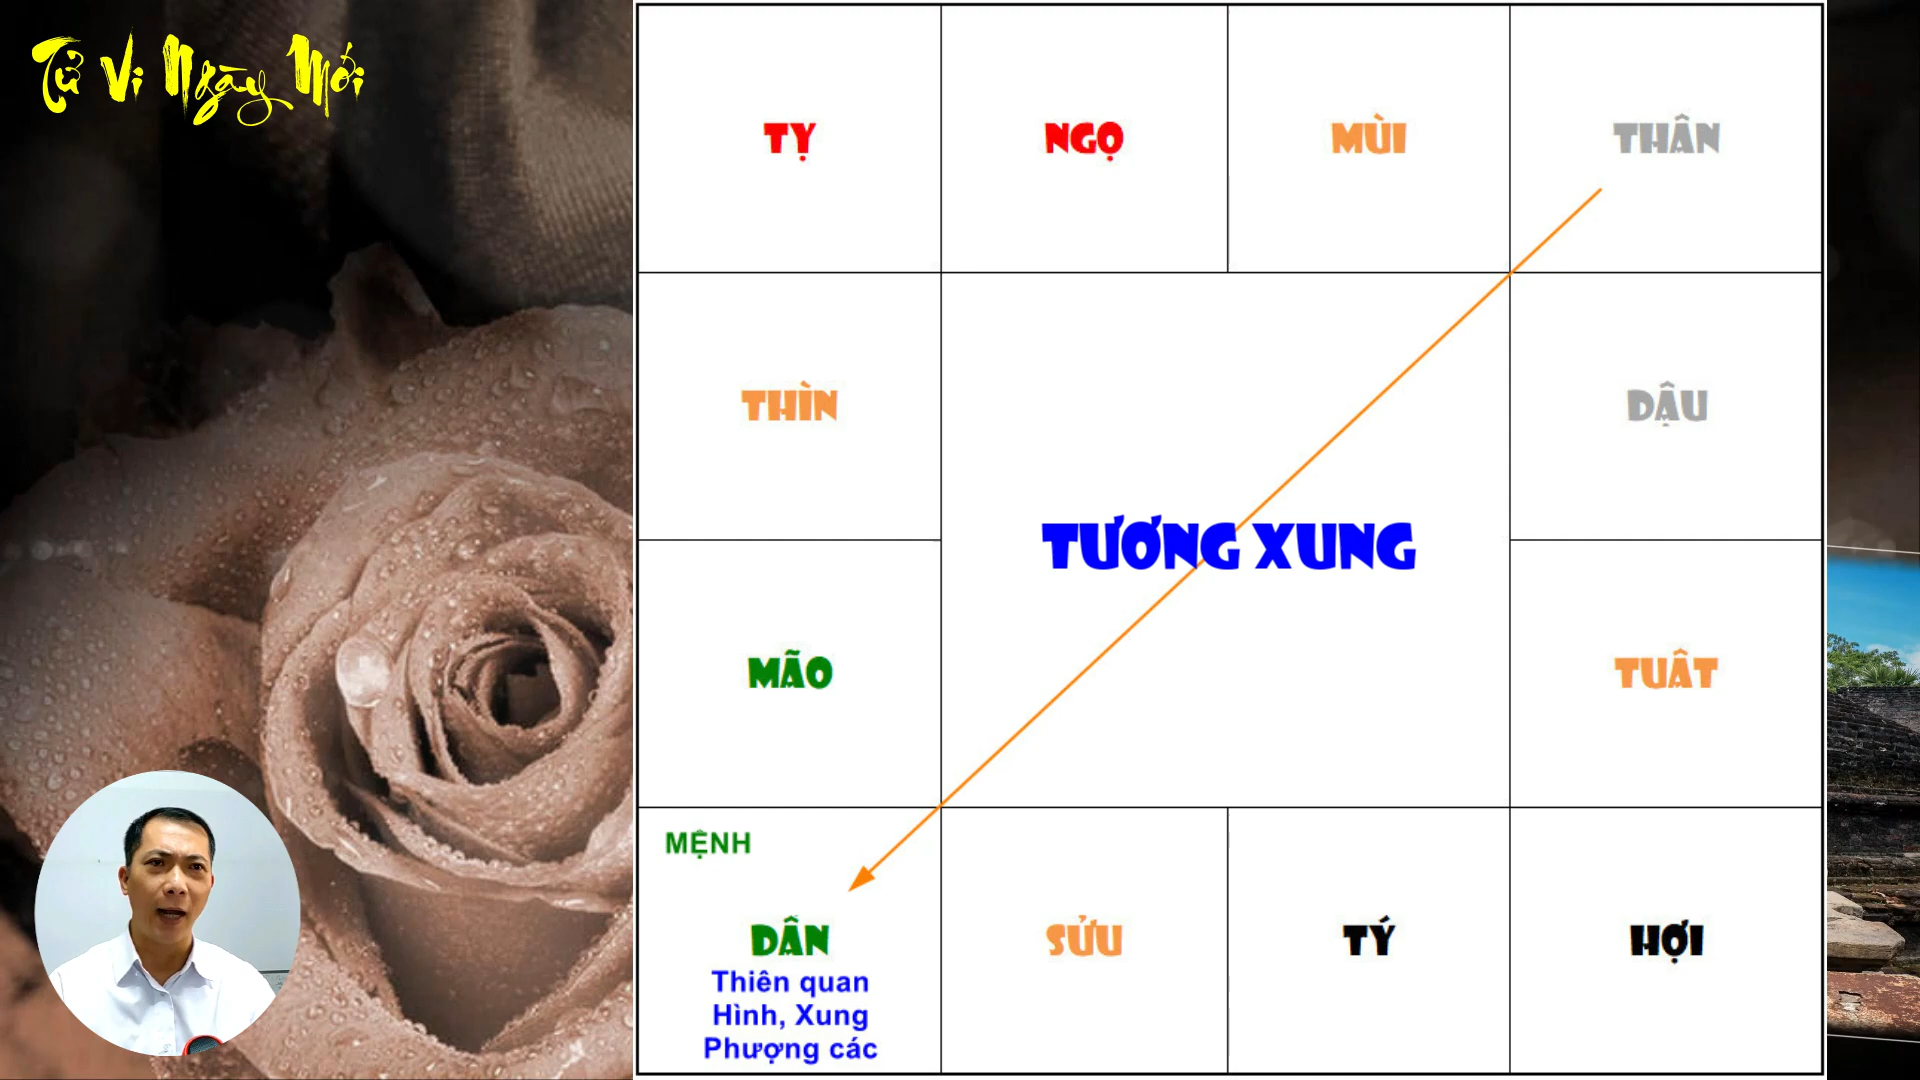 Tử Vi Ngày Mới
TỴ
NGỌ
MÙI
THÂN
THÌN
DẬU
TƯƠNG XUNG
MÃO
TUẤT
MỆNH
DẦN
SỬU
TÝ
HỢI
Thiên quan
Hình, Xung
Phượng các